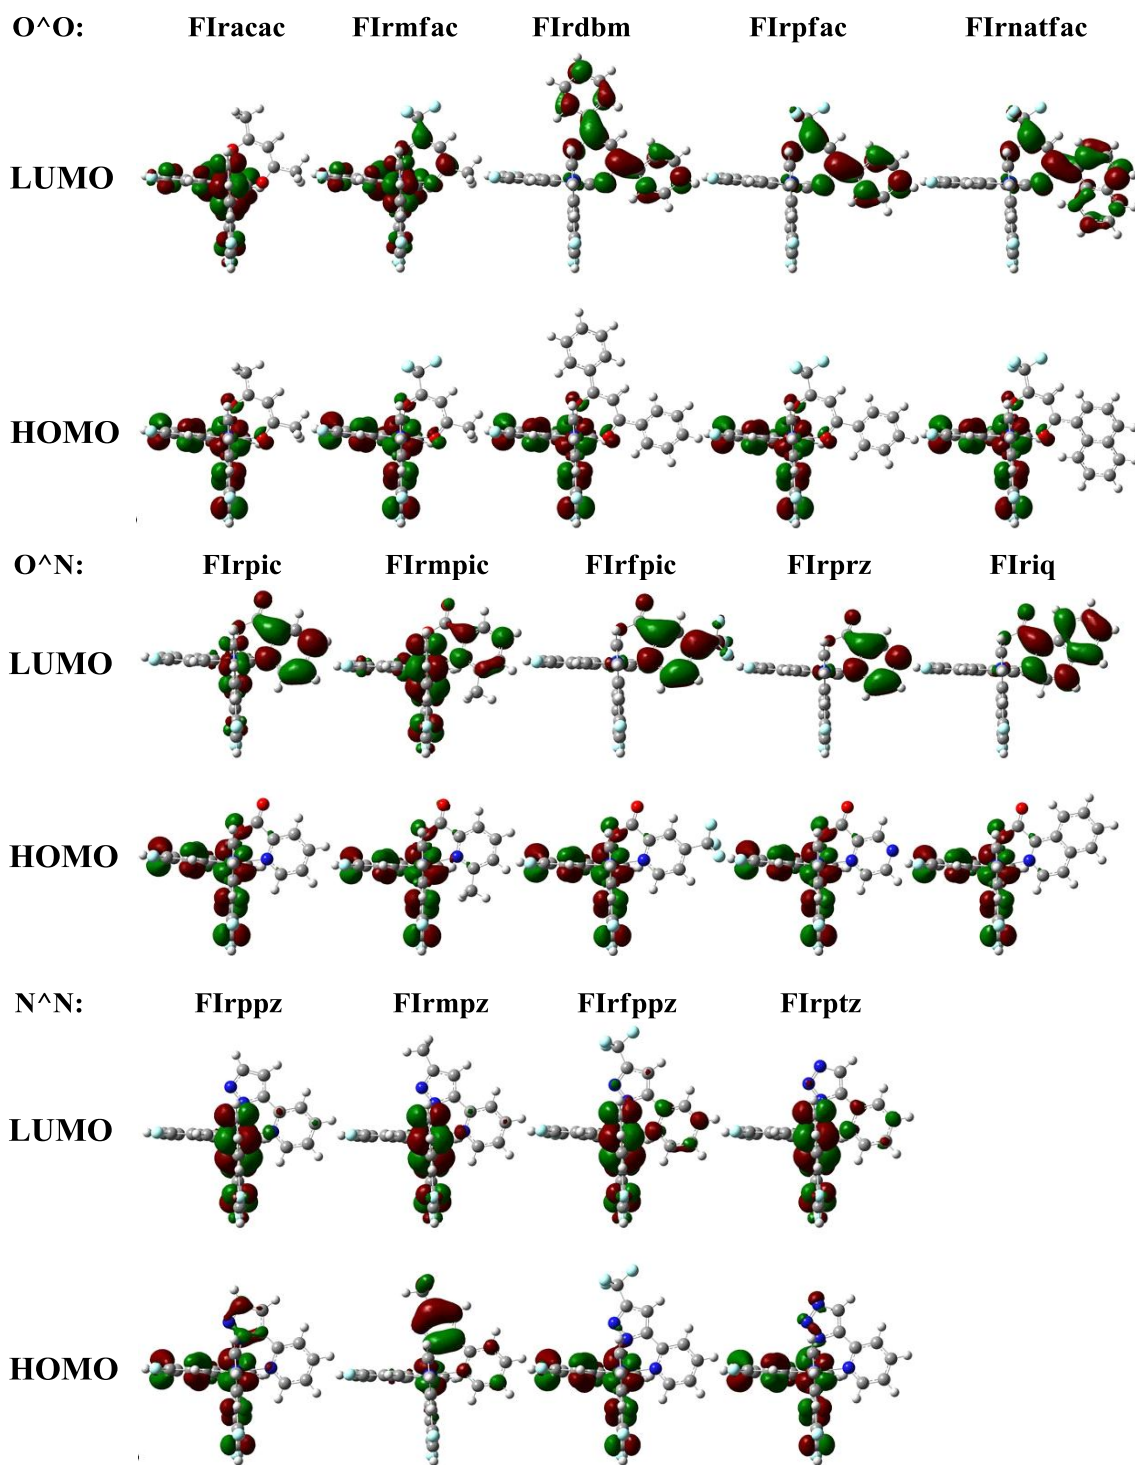 O^O: FIracac FIrmfac FIrdbm FIrpfac FIrnatfac
LUMO
HOMO
O^N: FIrpic FIrmpic FIrfpic FIrprz FIriq
LUMO
HOMO
N^N: FIrppz FIrmpz FIrfppz FIrptz
LUMO
HOMO